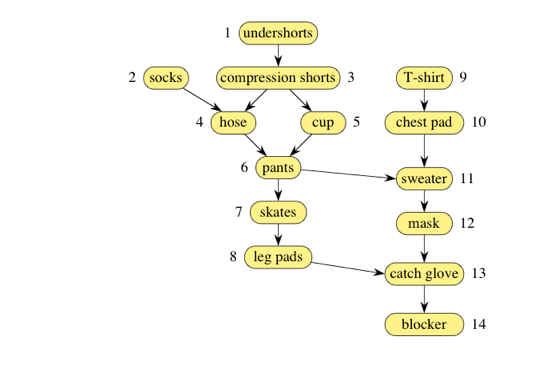 1 undershorts
2 socks
compression shorts 3
T-shirt 9
4 hose
cup 5
chest pad 10
6 pants
sweater 11
7 skates
mask 12
8 leg pads
catch glove 13
blocker 14